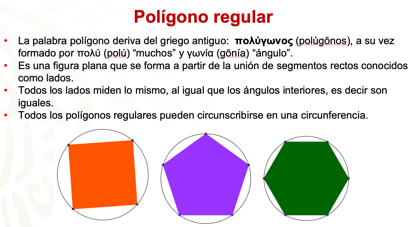 Polígono regular
• La palabra polígono deriva del griego antiguo: πολύγωνος (polúgōnos), a su vez
formado por πολύ (polú) “muchos” y γωνία (gōnía) “ángulo”.
• Es una figura plana que se forma a partir de la unión de segmentos rectos conocidos
como lados.
• Todos los lados miden lo mismo, al igual que los ángulos interiores, es decir son
iguales.
• Todos los polígonos regulares pueden circunscribirse en una circunferencia.